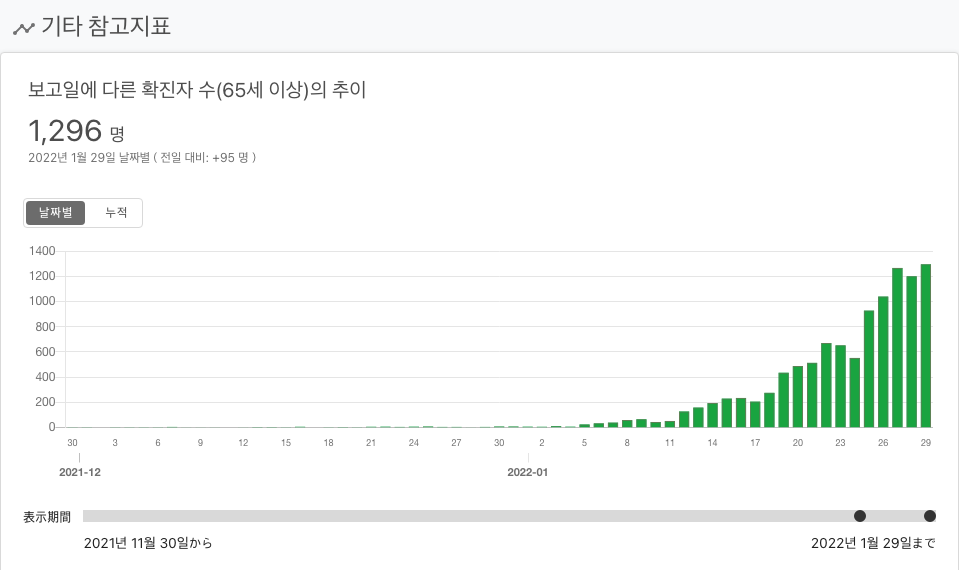 기타 참고지표
보고일에 다른 확진자 수(65세 이상)의 추이
1,296 명
2022년 1월 29일 날짜별 ( 전일 대비: +95 명 )
날짜별 누적
1400
1200
1000
800
600
400
200
0
30 3 6 9 12 15 18 21 24 27 30 2 5 8 11 14 17 20 23 26 29
2021-12 2022-01
表示期間
2021년 11월 30일から 2022년 1월 29일まで